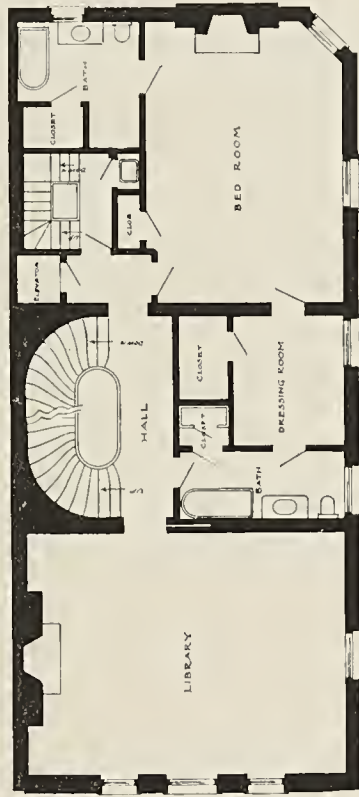 BATH
CLOSET
BED ROOM
CLOS
ELEVATOR
CLOSET
HALL
DRESSING ROOM
CLOSET
BATH
LIBRARY